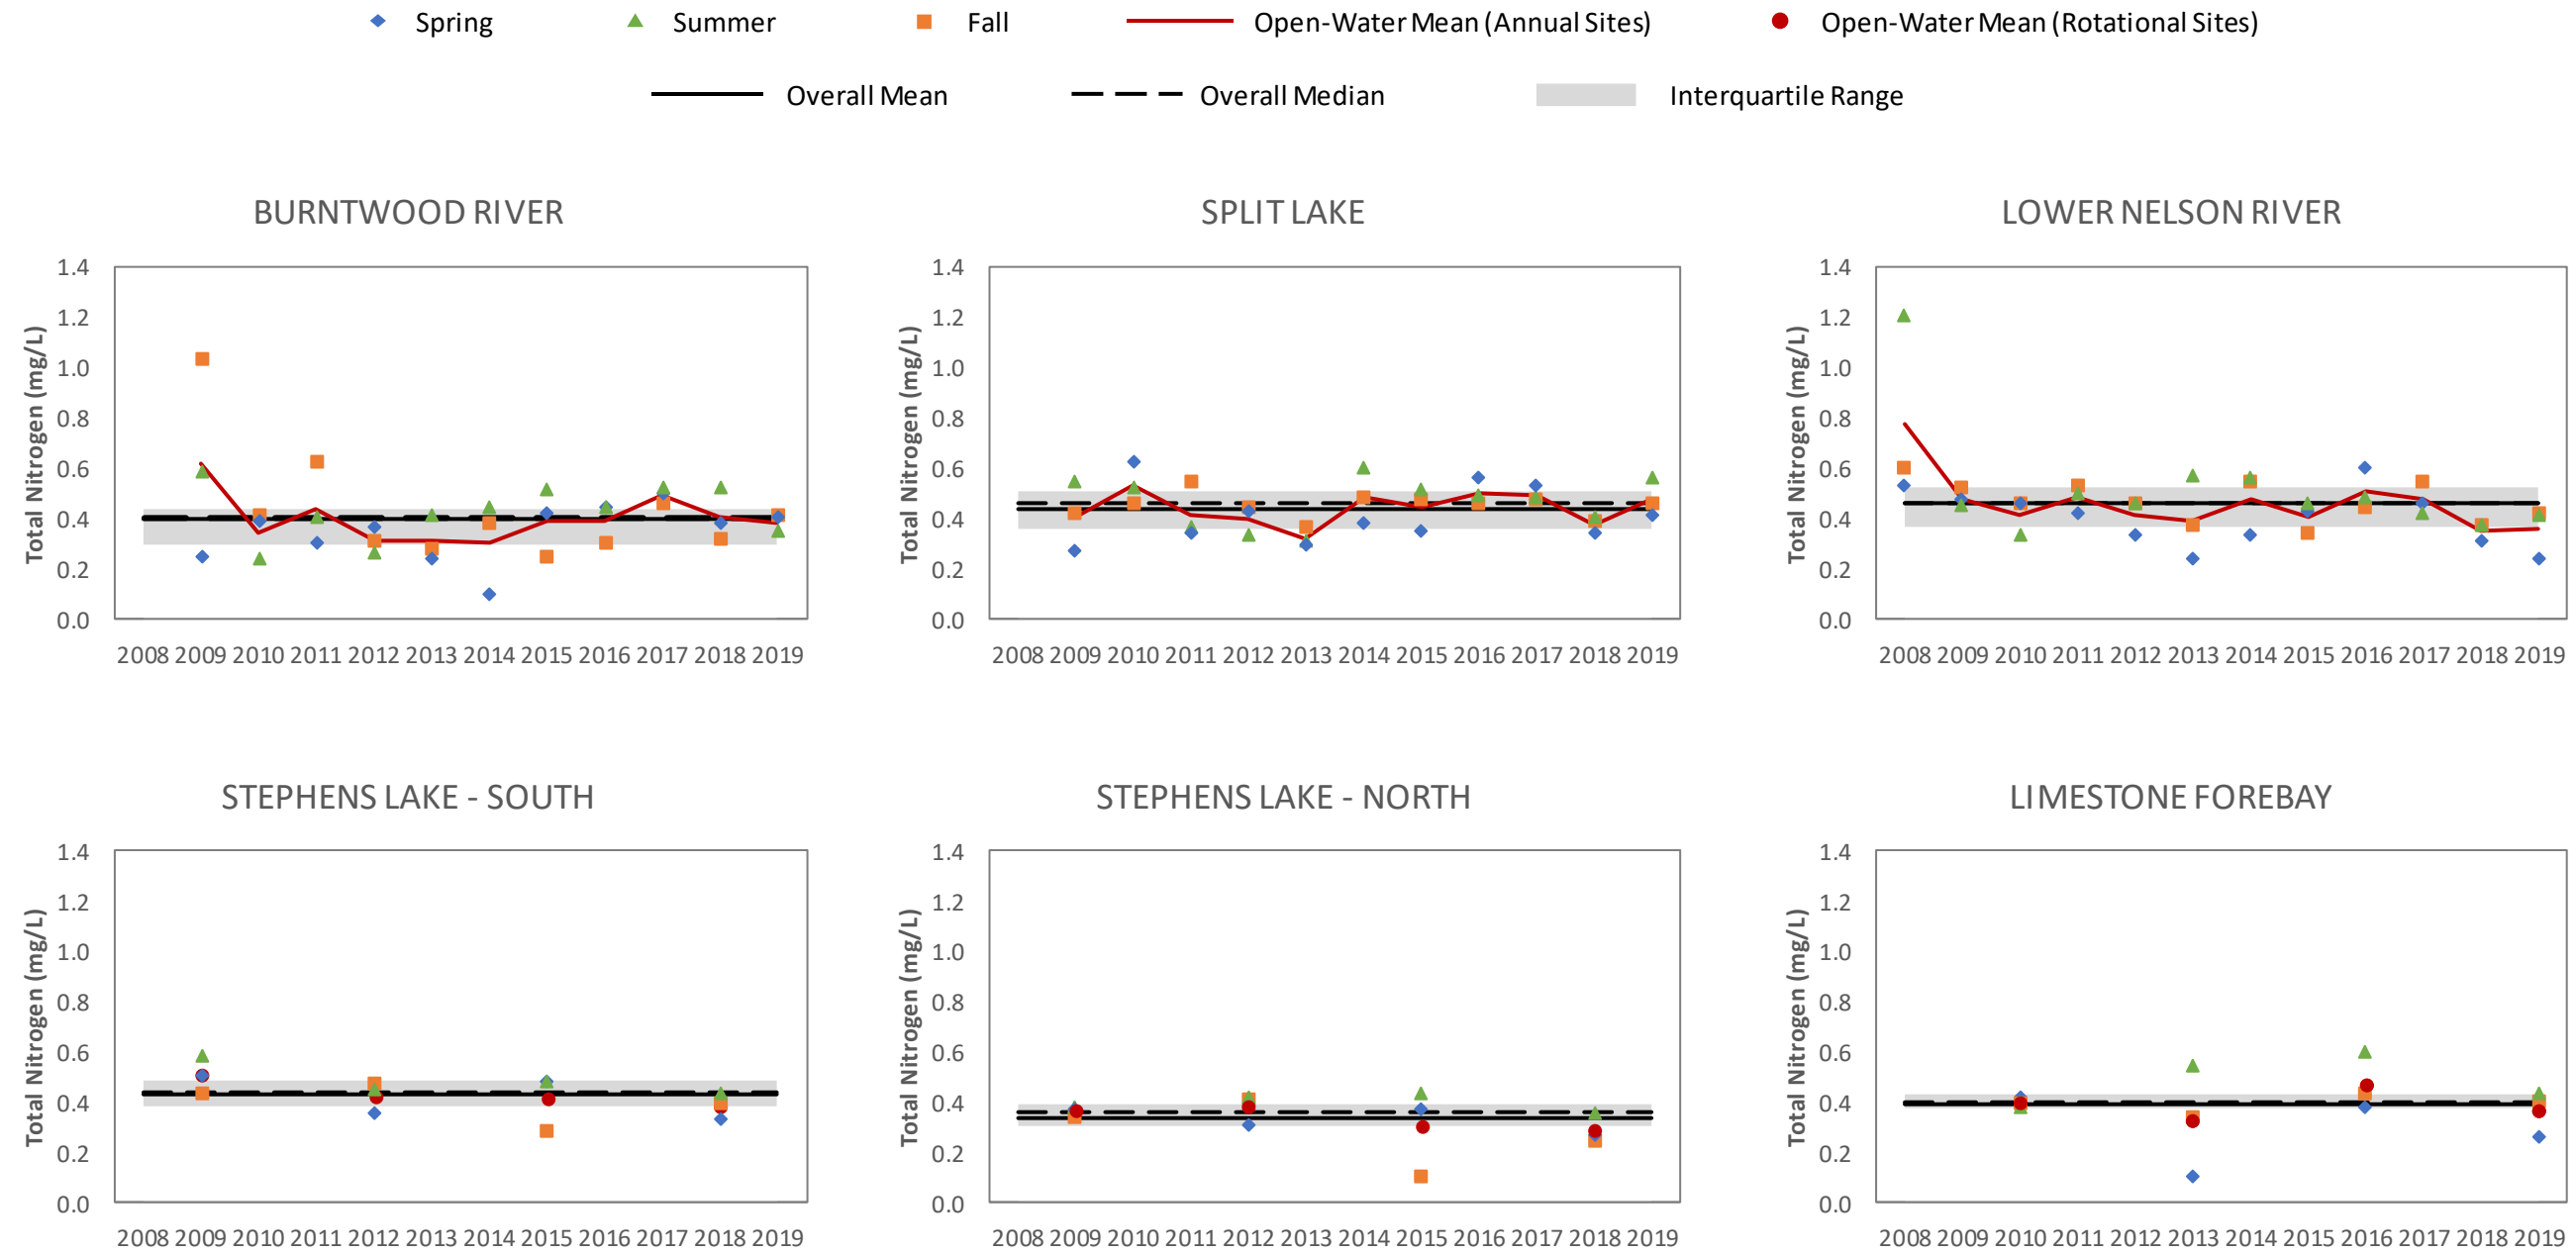 Spring Summer Fall Open-Water Mean (Annual Sites) Open-Water Mean (Rotational Sites)
Overall Mean Overall Median Interquartile Range
BURNTWOOD RIVER
Total Nitrogen (mg/L)
1.4
1.2
1.0
0.8
0.6
0.4
0.2
0.0
2008 2009 2010 2011 2012 2013 2014 2015 2016 2017 2018 2019
SPLIT LAKE
Total Nitrogen (mg/L)
1.4
1.2
1.0
0.8
0.6
0.4
0.2
0.0
2008 2009 2010 2011 2012 2013 2014 2015 2016 2017 2018 2019
LOWER NELSON RIVER
Total Nitrogen (mg/L)
1.4
1.2
1.0
0.8
0.6
0.4
0.2
0.0
2008 2009 2010 2011 2012 2013 2014 2015 2016 2017 2018 2019
STEPHENS LAKE - SOUTH
Total Nitrogen (mg/L)
1.4
1.2
1.0
0.8
0.6
0.4
0.2
0.0
2008 2009 2010 2011 2012 2013 2014 2015 2016 2017 2018 2019
STEPHENS LAKE - NORTH
Total Nitrogen (mg/L)
1.4
1.2
1.0
0.8
0.6
0.4
0.2
0.0
2008 2009 2010 2011 2012 2013 2014 2015 2016 2017 2018 2019
LIMESTONE FOREBAY
Total Nitrogen (mg/L)
1.4
1.2
1.0
0.8
0.6
0.4
0.2
0.0
2008 2009 2010 2011 2012 2013 2014 2015 2016 2017 2018 2019